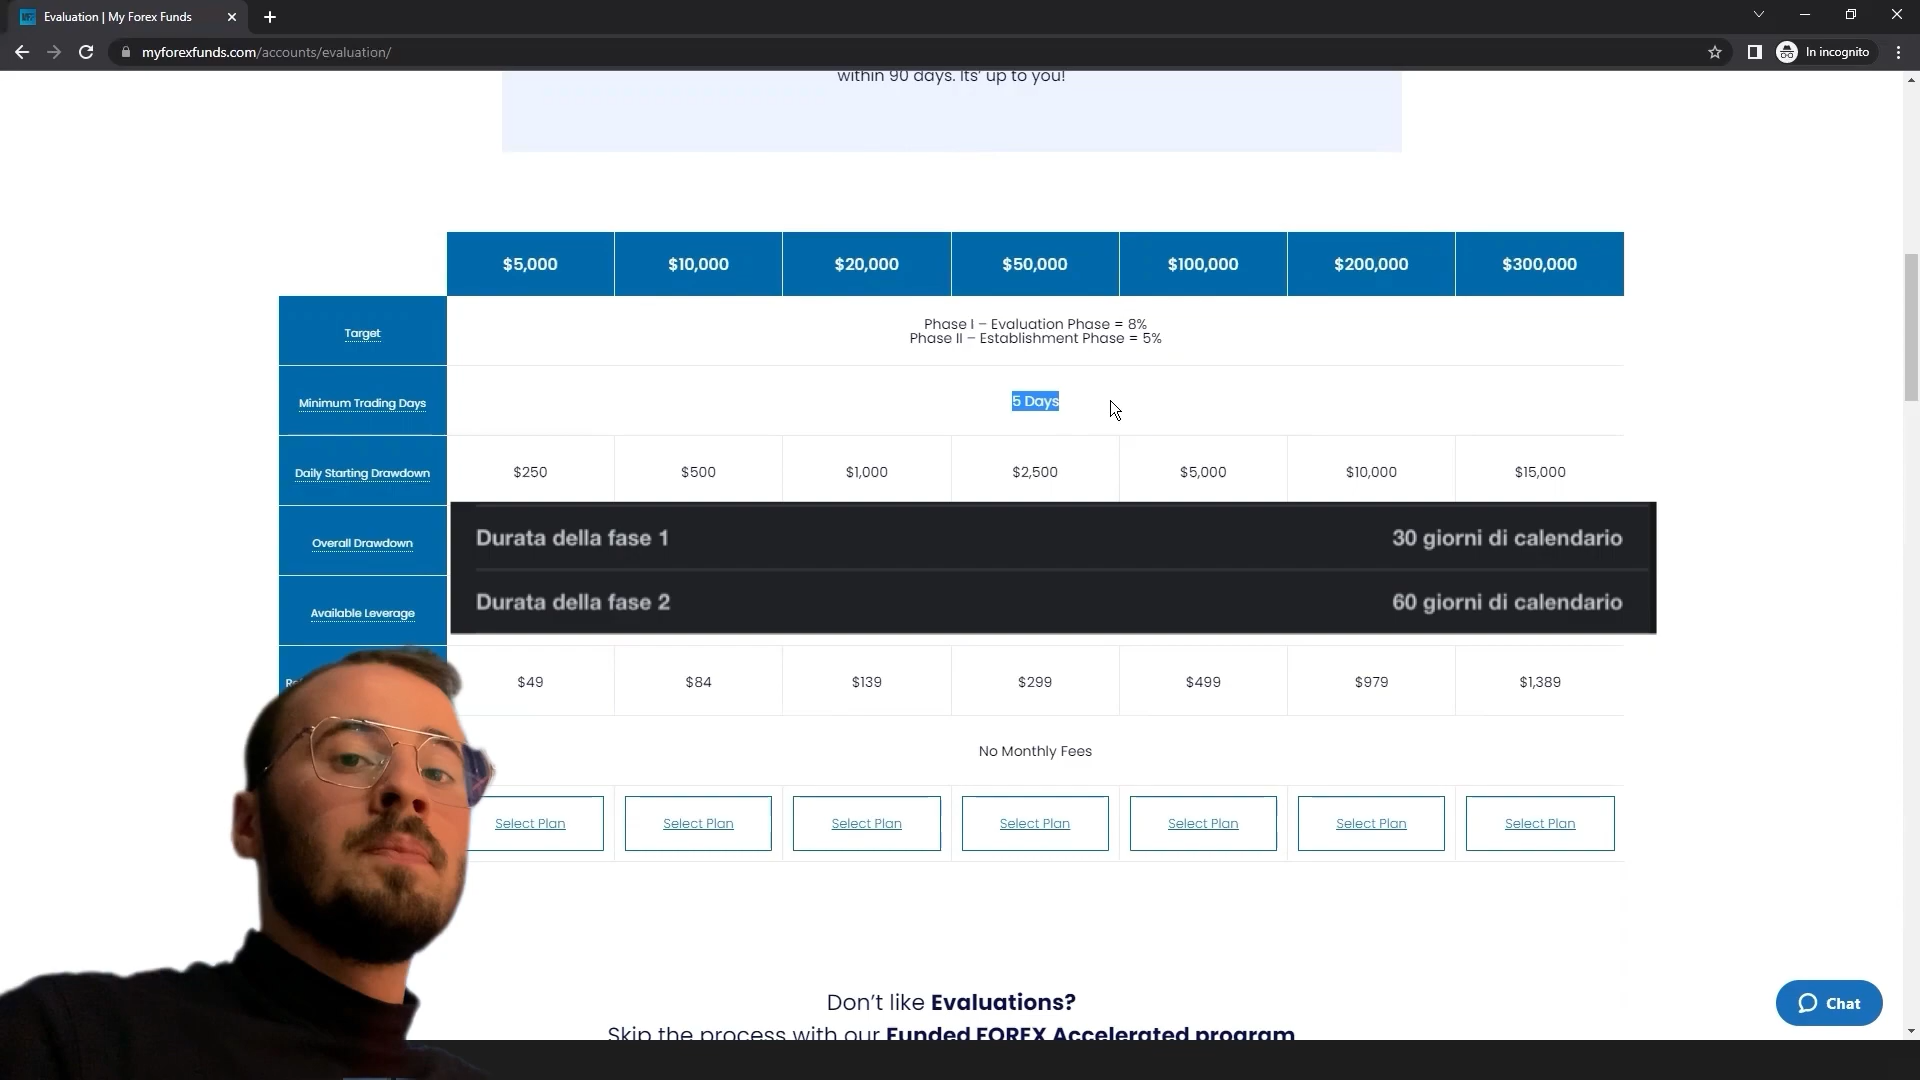 Evaluation | My Forex Funds
myforexfunds.com/accounts/evaluation/
In incognito
within 90 days. Its' up to you!
$5,000 $10,000 $20,000 $50,000 $100,000 $200,000 $300,000
Target
Phase I – Evaluation Phase = 8%
Phase II – Establishment Phase = 5%
Minimum Trading Days 5 Days
Daily Starting Drawdown $250 $500 $1,000 $2,500 $5,000 $10,000 $15,000
Overall Drawdown
Durata della fase 1 30 giorni di calendario
Available Leverage
Durata della fase 2 60 giorni di calendario
$49 $84 $139 $299 $499 $979 $1,389
No Monthly Fees
Select Plan Select Plan Select Plan Select Plan Select Plan Select Plan Select Plan
Don't like Evaluations?
Skip the process with our Funded FOREX Accelerated program
Chat